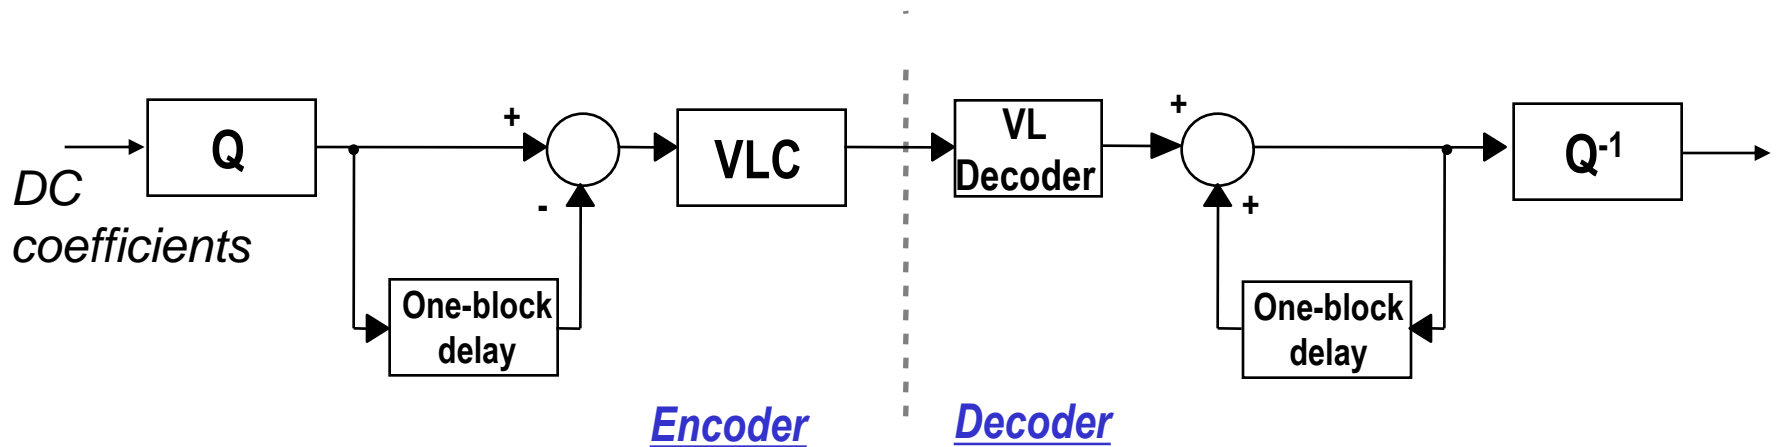 DC
coefficients
Q
+
-
One-block
delay
VLC
Encoder
VL
Decoder
+
+
One-block
delay
Q⁻¹
Decoder